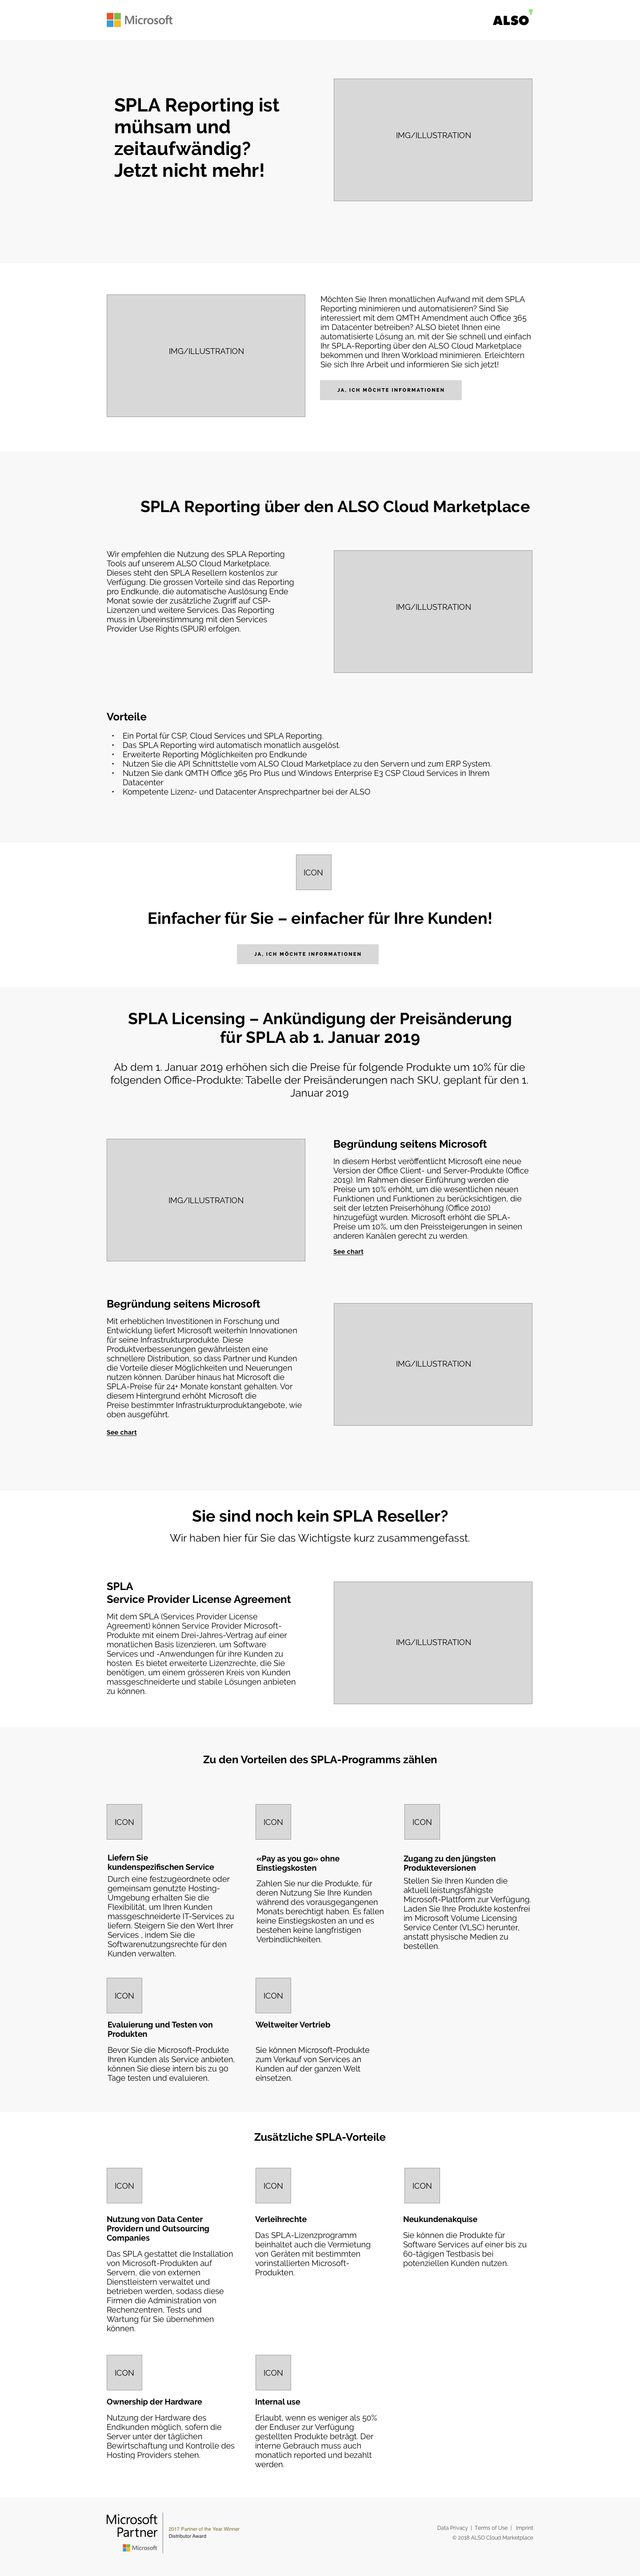 Microsoft
ALSO
SPLA Reporting ist
mühsam und
zeitaufwändig?
Jetzt nicht mehr!
IMG/ILLUSTRATION
IMG/ILLUSTRATION
Möchten Sie Ihren monatlichen Aufwand mit dem SPLA
Reporting minimieren und automatisieren? Sind Sie
interessiert mit dem QMTH Amendment auch Office 365
im Datacenter betreiben? ALSO bietet Ihnen eine
automatisierte Lösung an, mit der Sie schnell und einfach
Ihr SPLA-Reporting über den ALSO Cloud Marketplace
bekommen und Ihren Workload minimieren. Erleichtern
Sie sich Ihre Arbeit und informieren Sie sich jetzt!
JA, ICH MÖCHTE INFORMATIONEN
SPLA Reporting über den ALSO Cloud Marketplace
Wir empfehlen die Nutzung des SPLA Reporting
Tools auf unserem ALSO Cloud Marketplace.
Dieses steht den SPLA Resellern kostenlos zur
Verfügung. Die grossen Vorteile sind das Reporting
pro Endkunde, die automatische Auslösung Ende
Monat sowie der zusätzliche Zugriff auf CSP-
Lizenzen und weitere Services. Das Reporting
muss in Übereinstimmung mit den Services
Provider Use Rights (SPUR) erfolgen.
IMG/ILLUSTRATION
Vorteile
• Ein Portal für CSP, Cloud Services und SPLA Reporting.
• Das SPLA Reporting wird automatisch monatlich ausgelöst.
• Erweiterte Reporting Möglichkeiten pro Endkunde
• Nutzen Sie die API Schnittstelle vom ALSO Cloud Marketplace zu den Servern und zum ERP System.
• Nutzen Sie dank QMTH Office 365 Pro Plus und Windows Enterprise E3 CSP Cloud Services in Ihrem
Datacenter
• Kompetente Lizenz- und Datacenter Ansprechpartner bei der ALSO
ICON
Einfacher für Sie – einfacher für Ihre Kunden!
JA, ICH MÖCHTE INFORMATIONEN
SPLA Licensing – Ankündigung der Preisänderung
für SPLA ab 1. Januar 2019
Ab dem 1. Januar 2019 erhöhen sich die Preise für folgende Produkte um 10% für die
folgenden Office-Produkte: Tabelle der Preisänderungen nach SKU, geplant für den 1.
Januar 2019
IMG/ILLUSTRATION
Begründung seitens Microsoft
In diesem Herbst veröffentlicht Microsoft eine neue
Version der Office Client- und Server-Produkte (Office
2019). Im Rahmen dieser Einführung werden die
Preise um 10% erhöht, um die wesentlichen neuen
Funktionen und Funktionen zu berücksichtigen, die
seit der letzten Preiserhöhung (Office 2010)
hinzugefügt wurden. Microsoft erhöht die SPLA-
Preise um 10%, um den Preissteigerungen in seinen
anderen Kanälen gerecht zu werden.
See chart
Begründung seitens Microsoft
Mit erheblichen Investitionen in Forschung und
Entwicklung liefert Microsoft weiterhin Innovationen
für seine Infrastrukturprodukte. Diese
Produktverbesserungen gewährleisten eine
schnellere Distribution, so dass Partner und Kunden
die Vorteile dieser Möglichkeiten und Neuerungen
nutzen können. Darüber hinaus hat Microsoft die
SPLA-Preise für 24+ Monate konstant gehalten. Vor
diesem Hintergrund erhöht Microsoft die
Preise bestimmter Infrastrukturproduktangebote, wie
oben ausgeführt.
See chart
IMG/ILLUSTRATION
Sie sind noch kein SPLA Reseller?
Wir haben hier für Sie das Wichtigste kurz zusammengefasst.
SPLA
Service Provider License Agreement
Mit dem SPLA (Services Provider License
Agreement) können Service Provider Microsoft-
Produkte mit einem Drei-Jahres-Vertrag auf einer
monatlichen Basis lizenzieren, um Software
Services und -Anwendungen für ihre Kunden zu
hosten. Es bietet erweiterte Lizenzrechte, die Sie
benötigen, um einem grösseren Kreis von Kunden
massgeschneiderte und stabile Lösungen anbieten
zu können.
IMG/ILLUSTRATION
Zu den Vorteilen des SPLA-Programms zählen
ICON
Liefern Sie
kundenspezifischen Service
Durch eine festzugeordnete oder
gemeinsam genutzte Hosting-
Umgebung erhalten Sie die
Flexibilität, um Ihren Kunden
massgeschneiderte IT-Services zu
liefern. Steigern Sie den Wert Ihrer
Services , indem Sie die
Softwarenutzungsrechte für den
Kunden verwalten.
ICON
«Pay as you go» ohne
Einstiegskosten
Zahlen Sie nur die Produkte, für
deren Nutzung Sie Ihre Kunden
während des vorausgegangenen
Monats berechtigt haben. Es fallen
keine Einstiegskosten an und es
bestehen keine langfristigen
Verbindlichkeiten.
ICON
Zugang zu den jüngsten
Produkteversionen
Stellen Sie Ihren Kunden die
aktuell leistungsfähigste
Microsoft-Plattform zur Verfügung.
Laden Sie Ihre Produkte kostenfrei
im Microsoft Volume Licensing
Service Center (VLSC) herunter,
anstatt physische Medien zu
bestellen.
ICON
Evaluierung und Testen von
Produkten
Bevor Sie die Microsoft-Produkte
Ihren Kunden als Service anbieten,
können Sie diese intern bis zu 90
Tage testen und evaluieren.
ICON
Weltweiter Vertrieb
Sie können Microsoft-Produkte
zum Verkauf von Services an
Kunden auf der ganzen Welt
einsetzen.
Zusätzliche SPLA-Vorteile
ICON
Nutzung von Data Center
Providern und Outsourcing
Companies
Das SPLA gestattet die Installation
von Microsoft-Produkten auf
Servern, die von externen
Dienstleistern verwaltet und
betrieben werden, sodass diese
Firmen die Administration von
Rechenzentren, Tests und
Wartung für Sie übernehmen
können.
ICON
Verleihrechte
Das SPLA-Lizenzprogramm
beinhaltet auch die Vermietung
von Geräten mit bestimmten
vorinstallierten Microsoft-
Produkten.
ICON
Neukundenakquise
Sie können die Produkte für
Software Services auf einer bis zu
60-tägigen Testbasis bei
potenziellen Kunden nutzen.
ICON
Ownership der Hardware
Nutzung der Hardware des
Endkunden möglich, sofern die
Server unter der täglichen
Bewirtschaftung und Kontrolle des
Hosting Providers stehen.
ICON
Internal use
Erlaubt, wenn es weniger als 50%
der Enduser zur Verfügung
gestellten Produkte beträgt. Der
interne Gebrauch muss auch
monatlich reported und bezahlt
werden.
Microsoft
Partner
Microsoft
2017 Partner of the Year Winner
Distributor Award
Data Privacy | Terms of Use | Imprint
© 2018 ALSO Cloud Marketplace